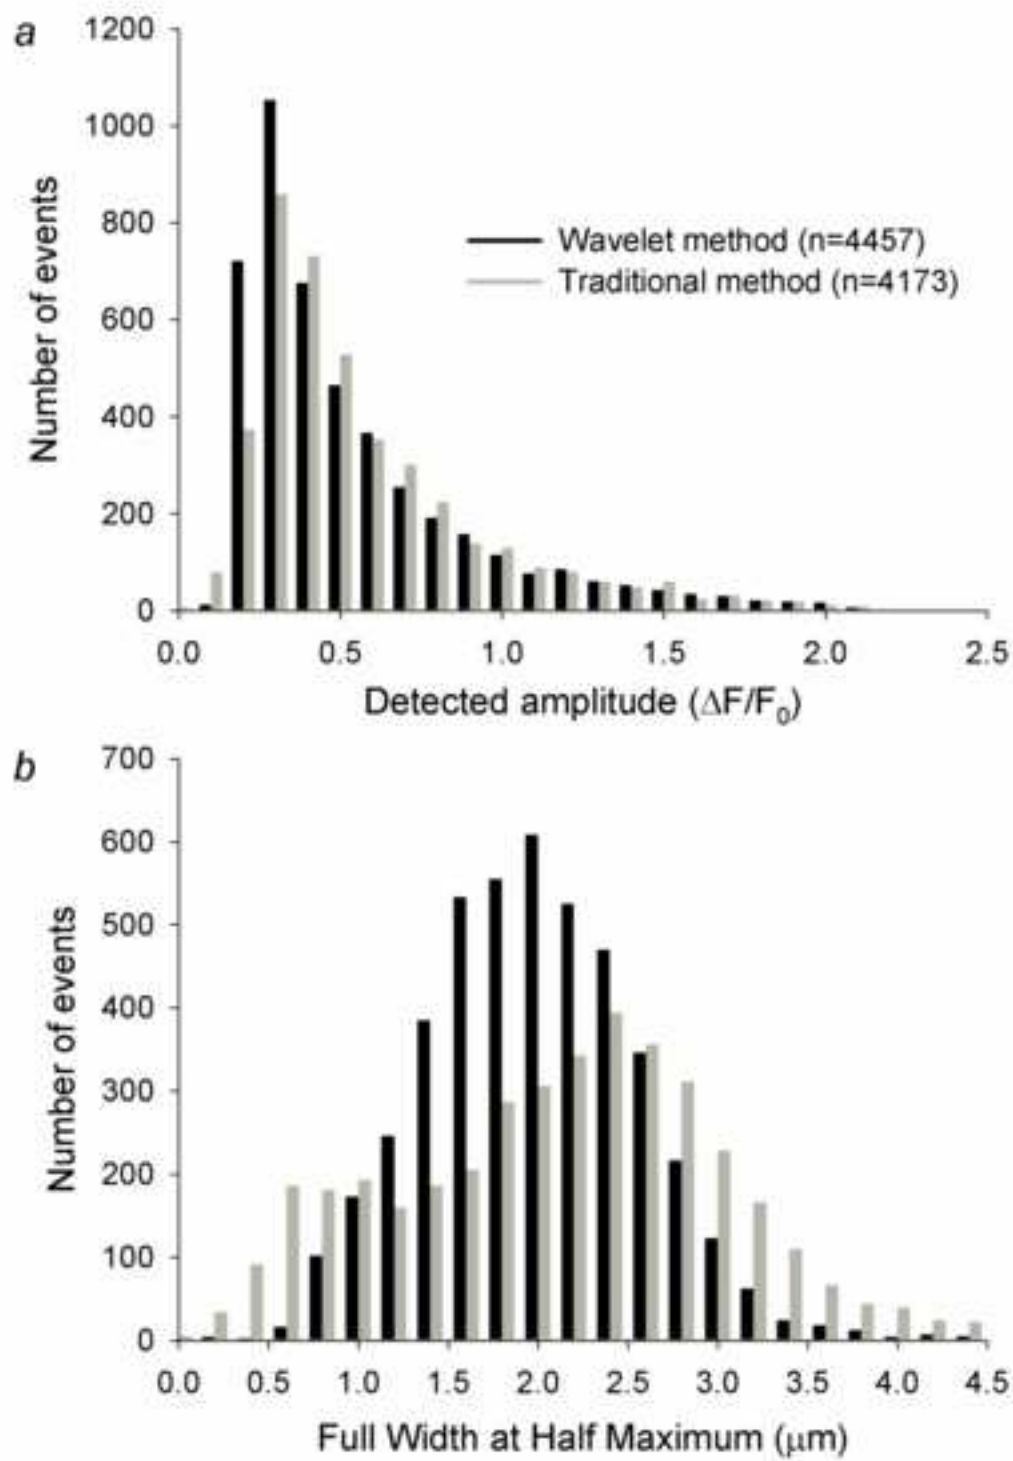 a
1200
1000
800
600
400
200
0
Number of events
Wavelet method (n=4457)
Traditional method (n=4173)
0.0 0.5 1.0 1.5 2.0 2.5
Detected amplitude (ΔF/F₀)
b
700
600
500
400
300
200
100
0
Number of events
0.0 0.5 1.0 1.5 2.0 2.5 3.0 3.5 4.0 4.5
Full Width at Half Maximum (μm)